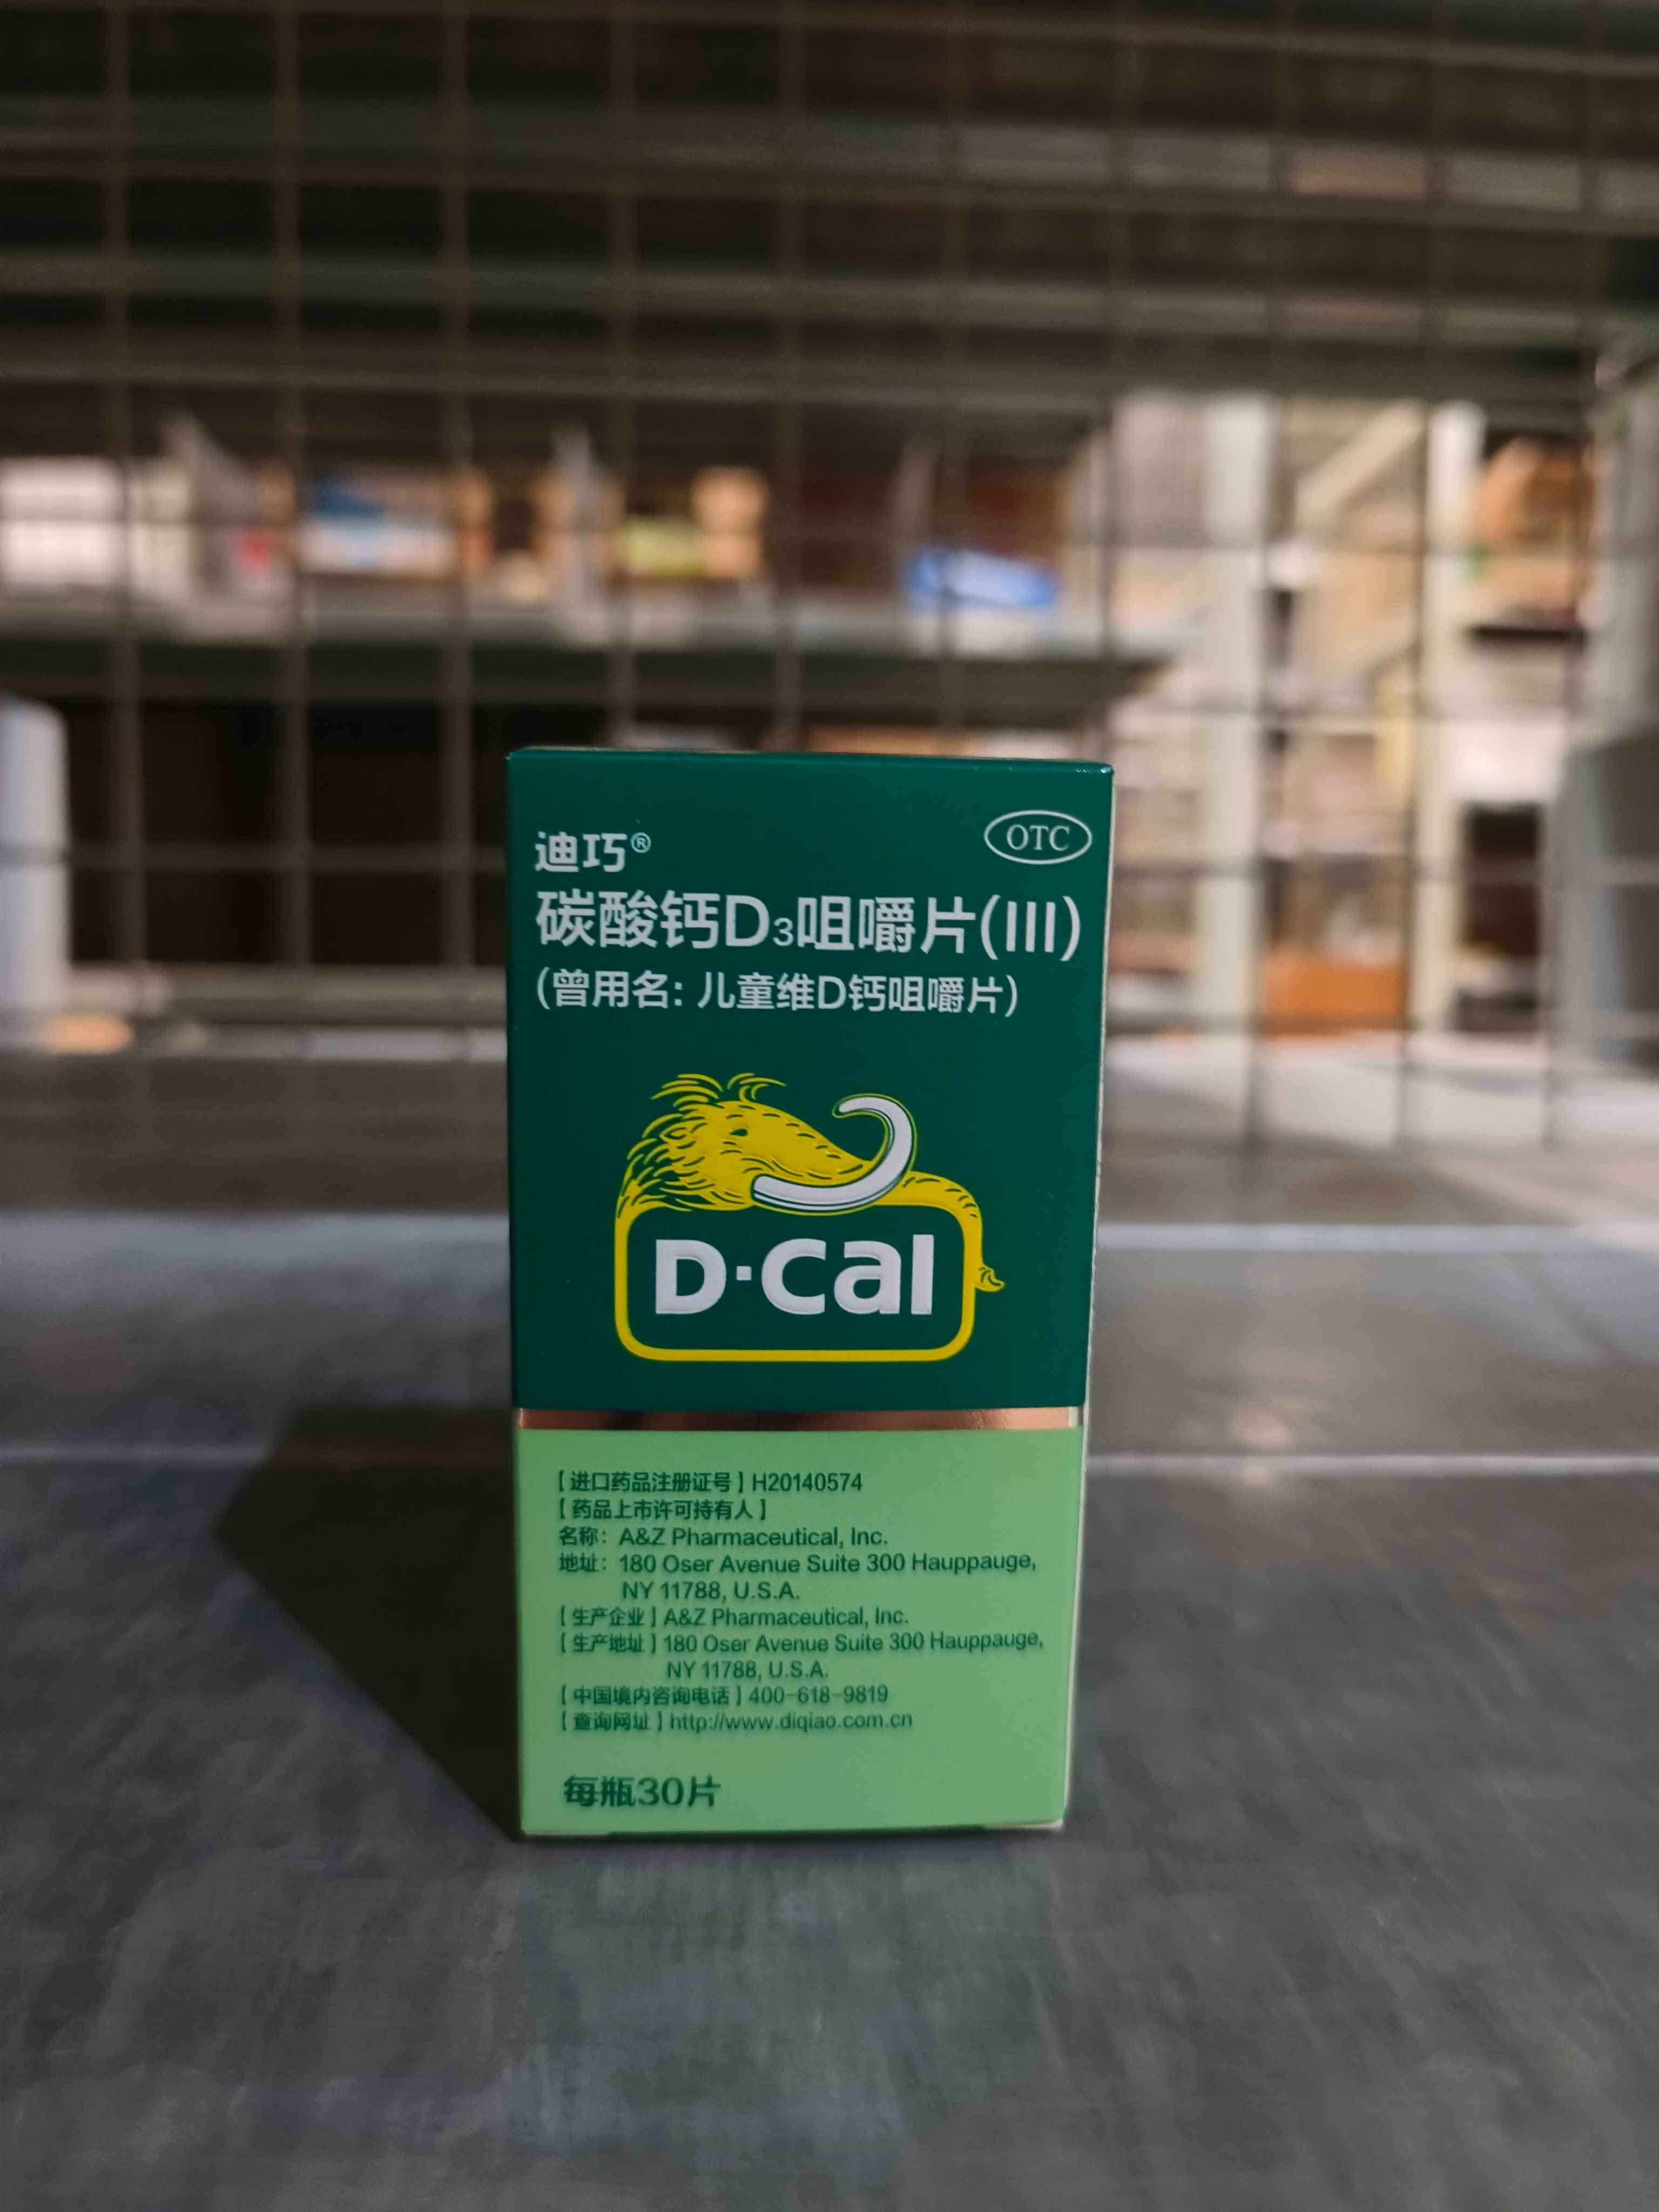 迪巧®
OTC
碳酸钙D₃咀嚼片(III)
(曾用名: 儿童维D钙咀嚼片)
D·Cal
【进口药品注册证号】H20140574
【药品上市许可持有人】
名称: A&Z Pharmaceutical, Inc.
地址: 180 Oser Avenue Suite 300 Hauppauge,
NY 11788, U.S.A.
【生产企业】A&Z Pharmaceutical, Inc.
【生产地址】180 Oser Avenue Suite 300 Hauppauge,
NY 11788, U.S.A.
【中国境内咨询电话】400-618-9819
【查询网址】http://www.diqiao.com.cn
每瓶30片